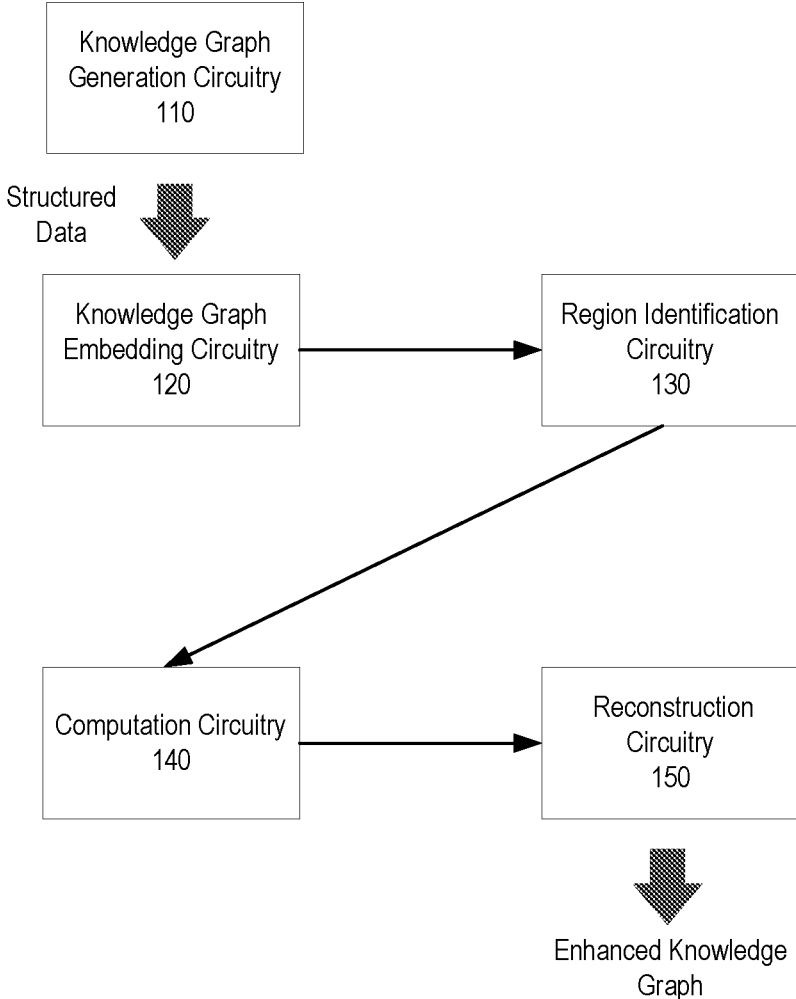 Knowledge Graph
Generation Circuitry
110
Structured
Data
Knowledge Graph
Embedding Circuitry
120
Region Identification
Circuitry
130
Computation Circuitry
140
Reconstruction
Circuitry
150
Enhanced Knowledge
Graph